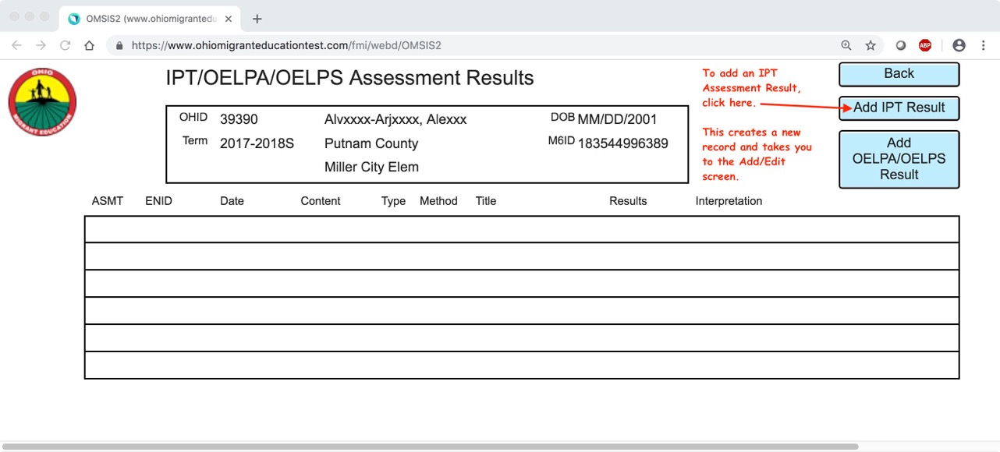 OMSIS2 (www.ohiomigrantedu
https://www.ohiomigranteducationtest.com/fmi/webd/OMSIS2
ABP
OHIO
MIGRANT EDUCATION
IPT/OELPA/OELPS Assessment Results
To add an IPT
Assessment Result,
click here.
Back
Add IPT Result
This creates a new
record and takes you
to the Add/Edit
screen.
Add
OELPA/OELPS
Result
OHID 39390 Alvxxxx-Arjxxxx, Alexxx DOB MM/DD/2001
Term 2017-2018S Putnam County M6ID 183544996389
Miller City Elem
ASMT ENID Date Content Type Method Title Results Interpretation